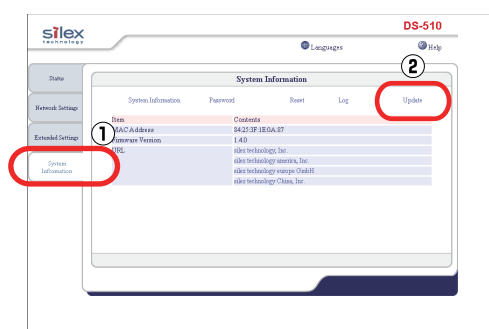 DS-510
silex
technology
Languages
Help
②
Status
Network Settings
Extended Settings
System
Information
System Information
System Information Password Reset Log Update
①
Item Contents
MAC Address 84:25:3F:1E:0A:87
Firmware Version 1.4.0
URL silex technology, Inc.
silex technology america, Inc.
silex technology europe GmbH
silex technology China, Inc.